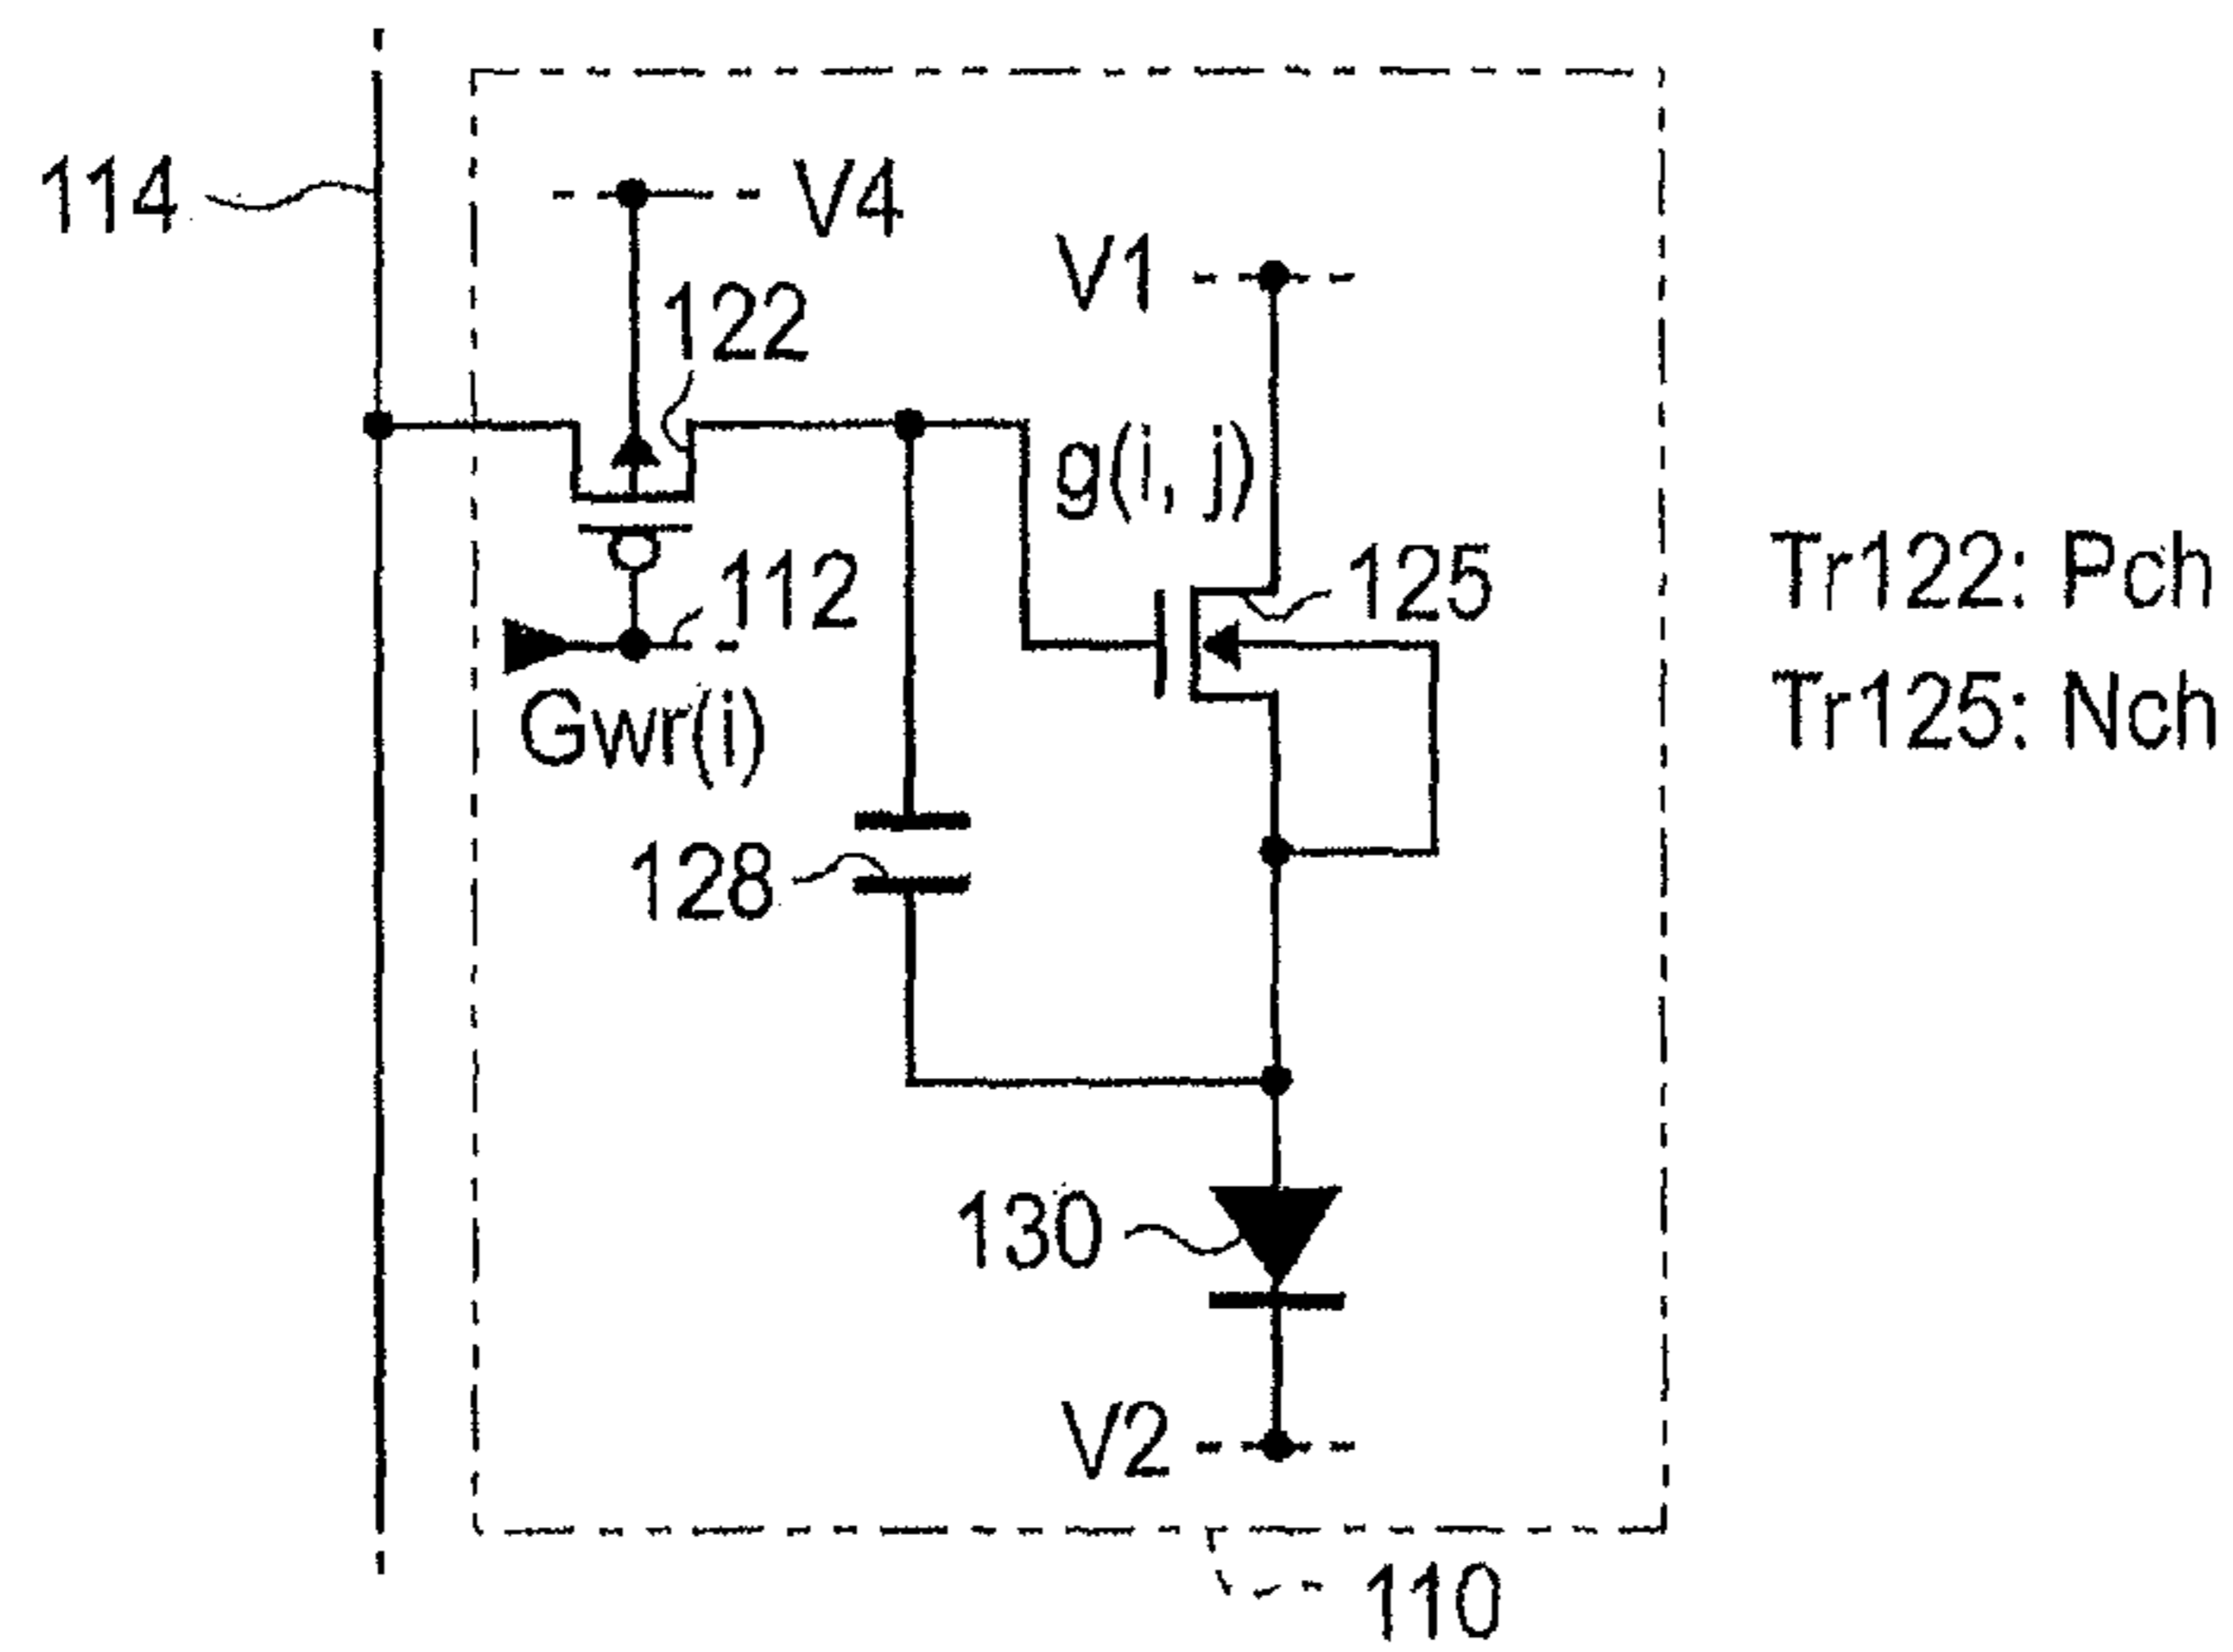 114
V4
V1
122
g(i, j)
125
Tr122: Pch
112
Tr125: Nch
Gwr(i)
128
130
V2
110